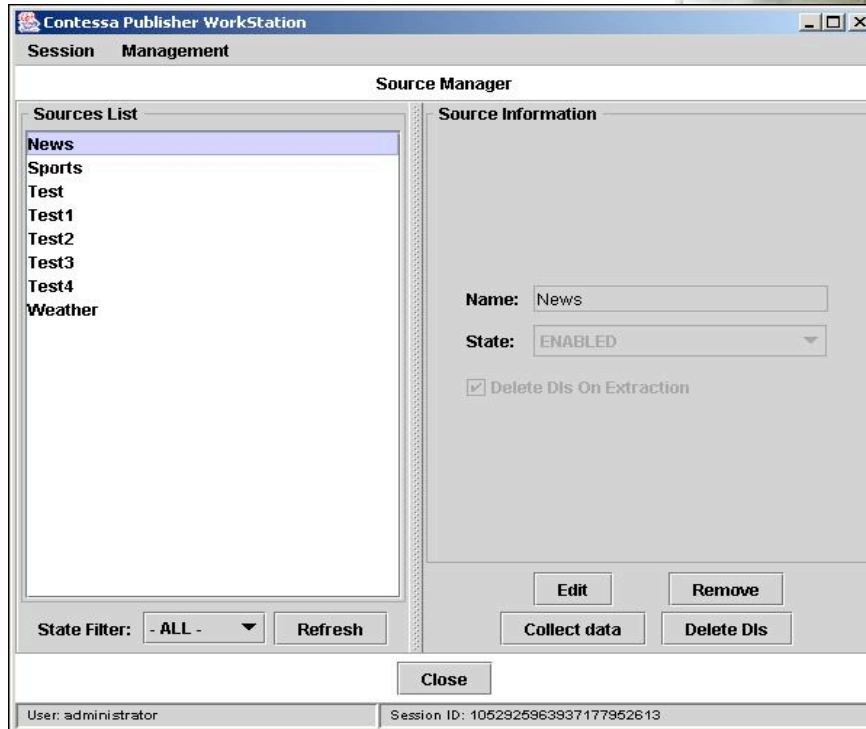 Contessa Publisher WorkStation
Session Management
Source Manager
Sources List
News
Sports
Test
Test1
Test2
Test3
Test4
Weather
State Filter: - ALL - Refresh
Source Information
Name: News
State: ENABLED
Delete DIs On Extraction
Edit Remove
Collect data Delete DIs
Close
User: administrator
Session ID: 1052925963937177952613